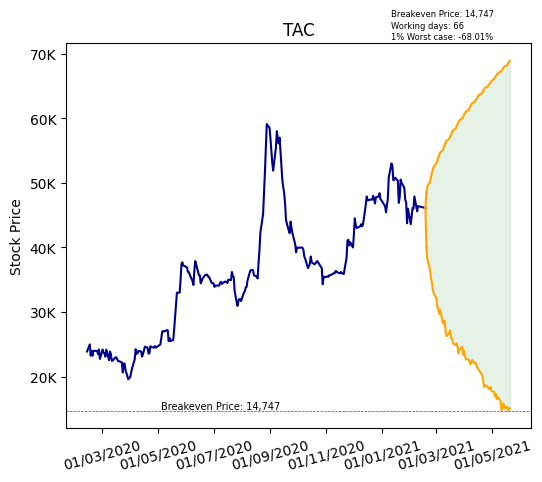 Breakeven Price: 14,747
Working days: 66
1% Worst case: -68.01%
TAC
70K
60K
50K
40K
30K
20K
Stock Price
Breakeven Price: 14,747
01/03/2020
01/05/2020
01/07/2020
01/09/2020
01/11/2020
01/01/2021
01/03/2021
01/05/2021